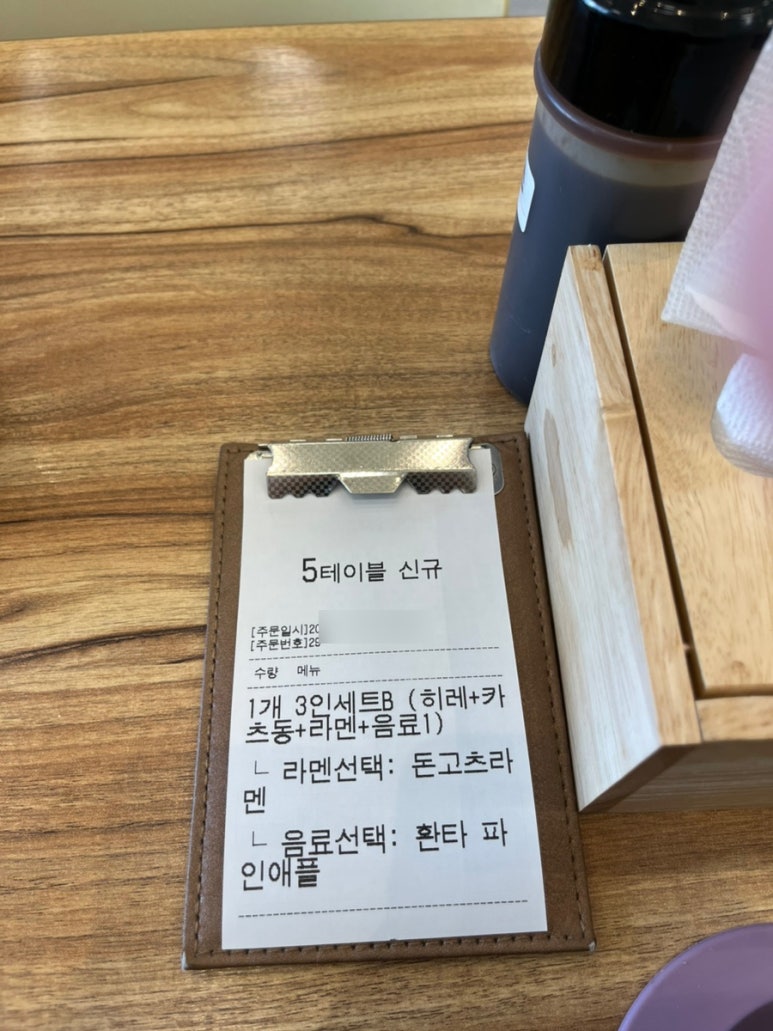 5테이블 신규
[주문일시]20
[주문번호]29
수량 메뉴
1개 3인세트B (히레+카
츠동+라멘+음료1)
ㄴ 라멘선택: 돈고츠라
멘
ㄴ 음료선택: 환타 파
인애플